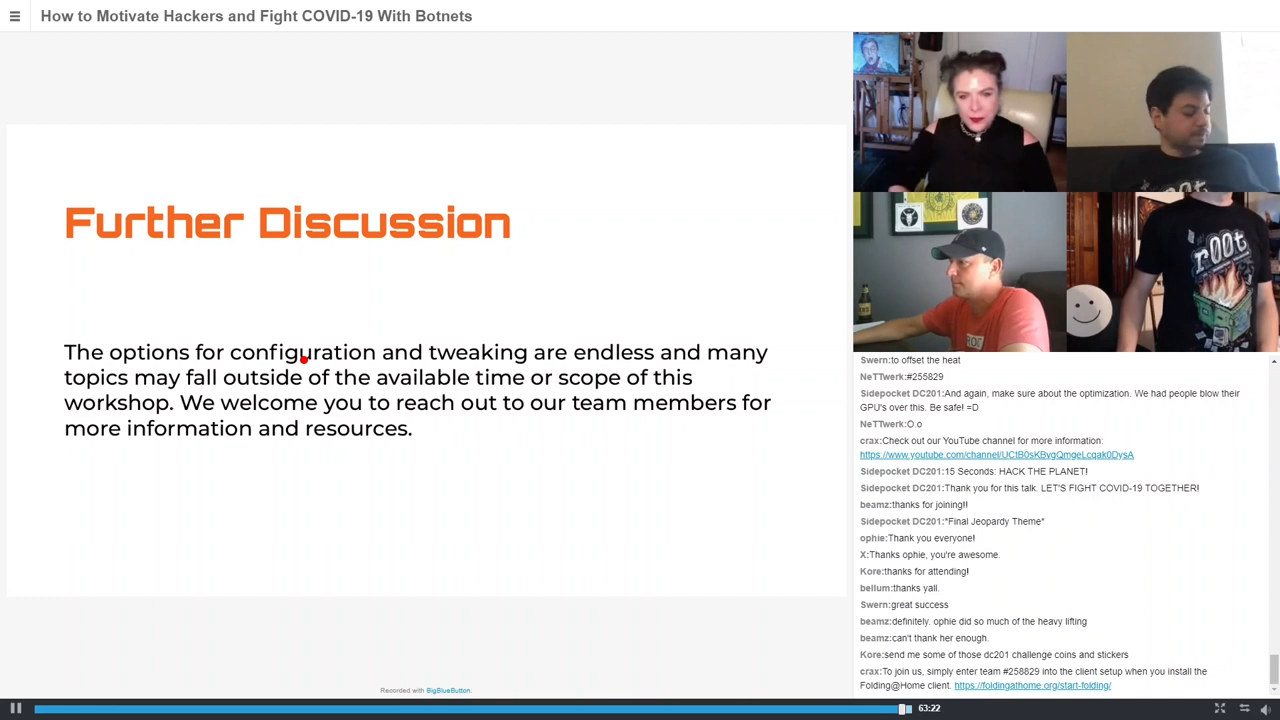 How to Motivate Hackers and Fight COVID-19 With Botnets
Further Discussion
The options for configuration and tweaking are endless and many
topics may fall outside of the available time or scope of this
workshop. We welcome you to reach out to our team members for
more information and resources.
Recorded with BigBlueButton.
r00t
Swern:to offset the heat
NeTTwerk:#255829
Sidepocket DC201:And again, make sure about the optimization. We had people blow their
GPU's over this. Be safe! =D
NeTTwerk:O.o
crax:Check out our YouTube channel for more information:
https://www.youtube.com/channel/UCtB0sKBvgQmgeLcqak0DysA
Sidepocket DC201:15 Seconds: HACK THE PLANET!
Sidepocket DC201:Thank you for this talk. LET'S FIGHT COVID-19 TOGETHER!
beamz:thanks for joining!!
Sidepocket DC201:*Final Jeopardy Theme*
ophie:Thank you everyone!
X:Thanks ophie, you're awesome.
Kore:thanks for attending!
bellum:thanks yall.
Swern:great success
beamz:definitely. ophie did so much of the heavy lifting
beamz:can't thank her enough.
Kore:send me some of those dc201 challenge coins and stickers
crax:To join us, simply enter team #258829 into the client setup when you install the
Folding@Home client. https://foldingathome.org/start-folding/
63:22